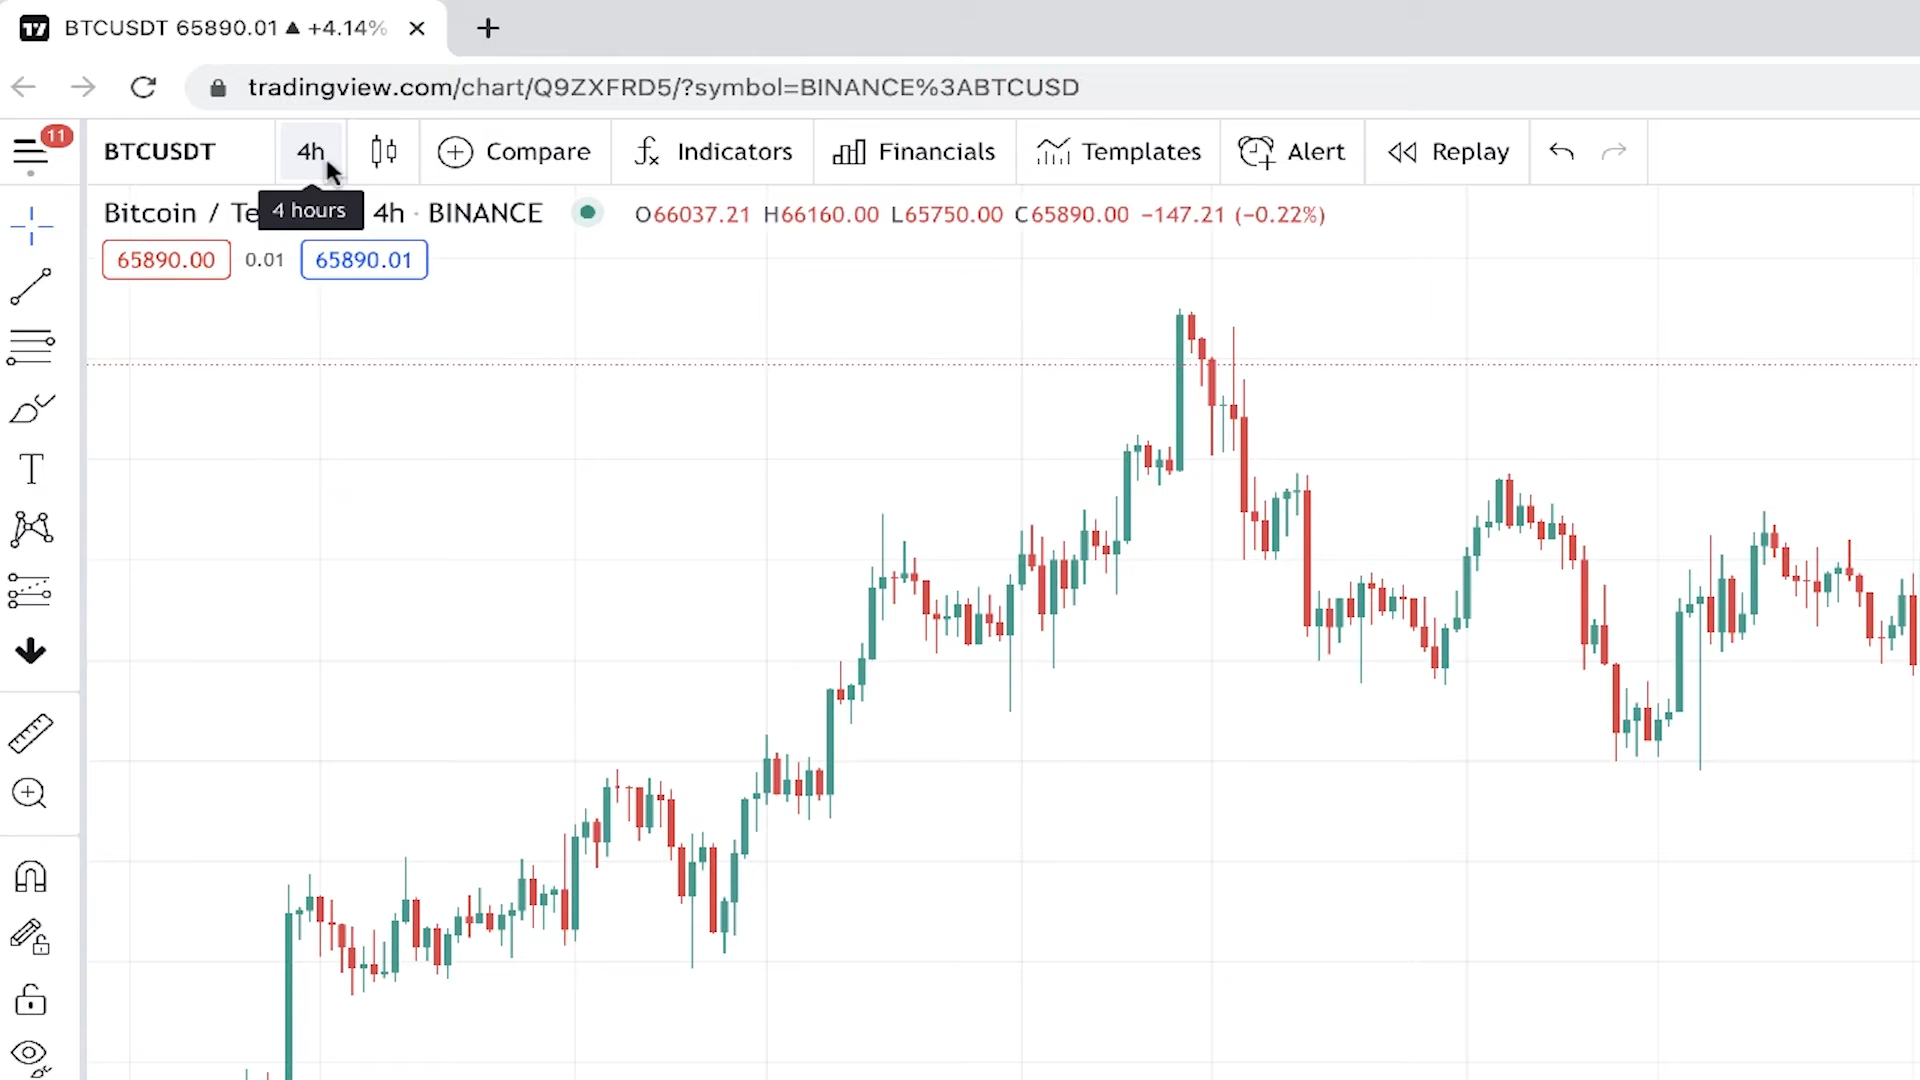 BTCUSDT 65890.01 ▲ +4.14%
tradingview.com/chart/Q9ZXFRD5/?symbol=BINANCE%3ABTCUSD
11
BTCUSDT 4h Compare Indicators Financials Templates Alert Replay
4 hours
Bitcoin / Te 4h · BINANCE O66037.21 H66160.00 L65750.00 C65890.00 −147.21 (−0.22%)
65890.00 0.01 65890.01